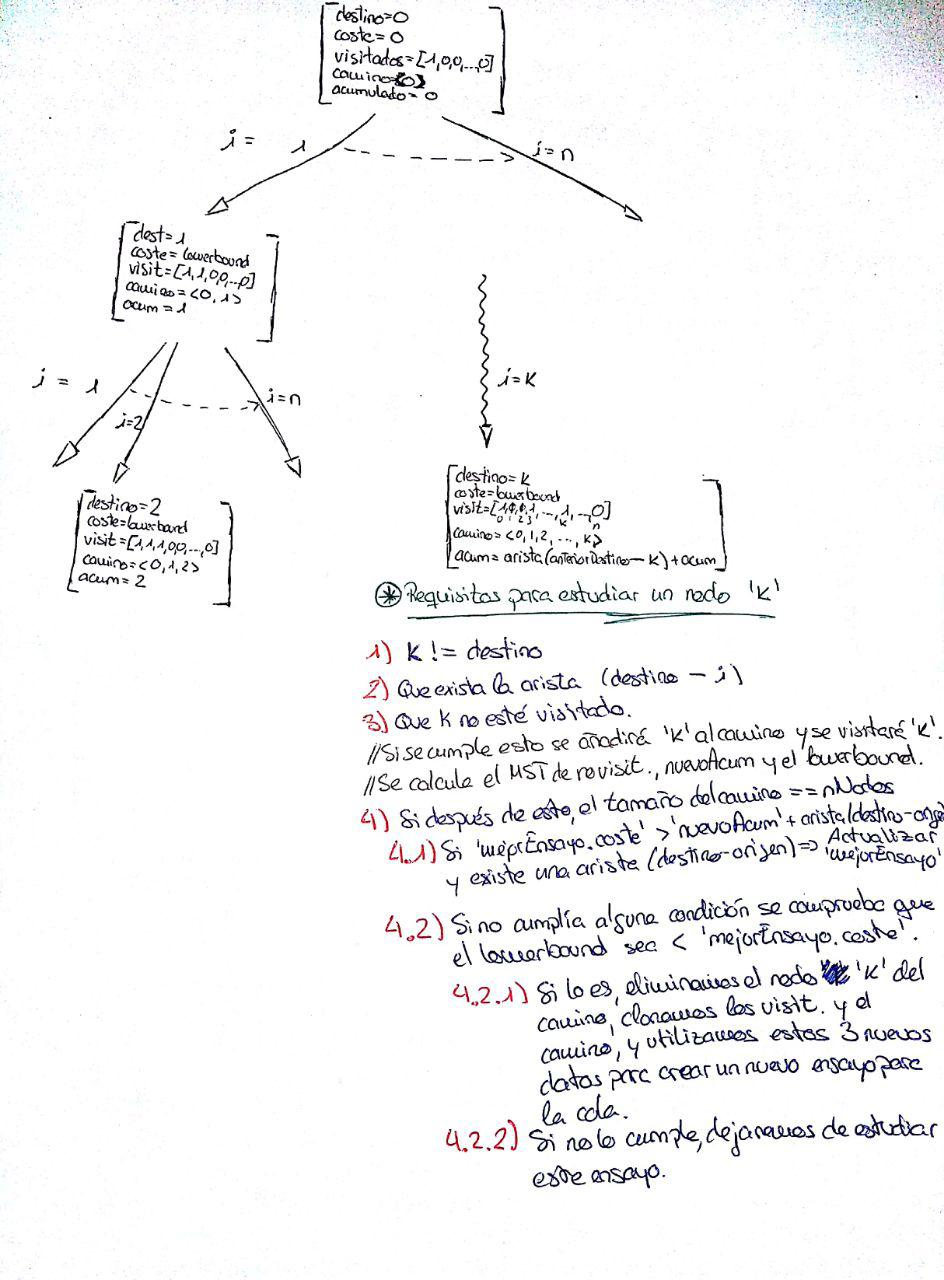 destino=0
coste= 0
visitados=[1,0,0,...,0]
camino=<0>
acumulado= 0
i= 1
i=n
dest=1
coste= lowerbound
visit=[1,1,0,0,...0]
camino=<0,1>
acum=1
i = 1
i=2
i=n
i=k
destino=2
coste=lowerbound
visit=[1,1,1,0,0,...,0]
camino=<0,1,2>
acum=2
destino=k
coste=lowerbound
camino=<0,1,2, ..., k>
acum=arista(anteriorDestino-k)+acum
* Requisitos para estudiar un nodo 'k'
1) K != destino
2) Que exista la arista (destino - i)
3) Que K no esté visitado.
//Si se cumple esto se añadirá 'k' al camino y se visitará 'k'.
//Se calcula el MST de no visit., nuevoAcum y el lowerbound.
4) Si después de esto, el tamaño del camino == nNodos
4.1) Si 'mejorEnsayo.coste' > 'nuevoAcum' + arista(destino-orige
y existe una arista (destino-origen) => Actualizar 'mejorEnsayo'
4.2) Si no cumplía alguna condición se comprueba que
el lowerbound sea < 'mejorEnsayo.coste'.
4.2.1) Si lo es, eliminamos el nodo 'k' del
camino, clonamos los visit. y el
camino, y utilizamos estos 3 nuevos
datos para crear un nuevo ensayo para
la cola.
4.2.2) Si no lo cumple, dejaremos de estudiar
este ensayo.